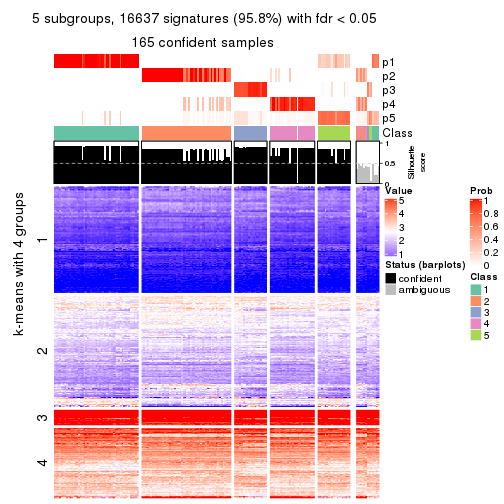 5 subgroups, 16637 signatures (95.8%) with fdr < 0.05
165 confident samples
p1
p2
p3
p4
p5
Class
1
0.5
0
Silhouette
score
k-means with 4 groups
1
2
3
4
Value
5
4
3
2
1
Status (barplots)
confident
ambiguous
Prob
1
0.8
0.6
0.4
0.2
0
Class
1
2
3
4
5